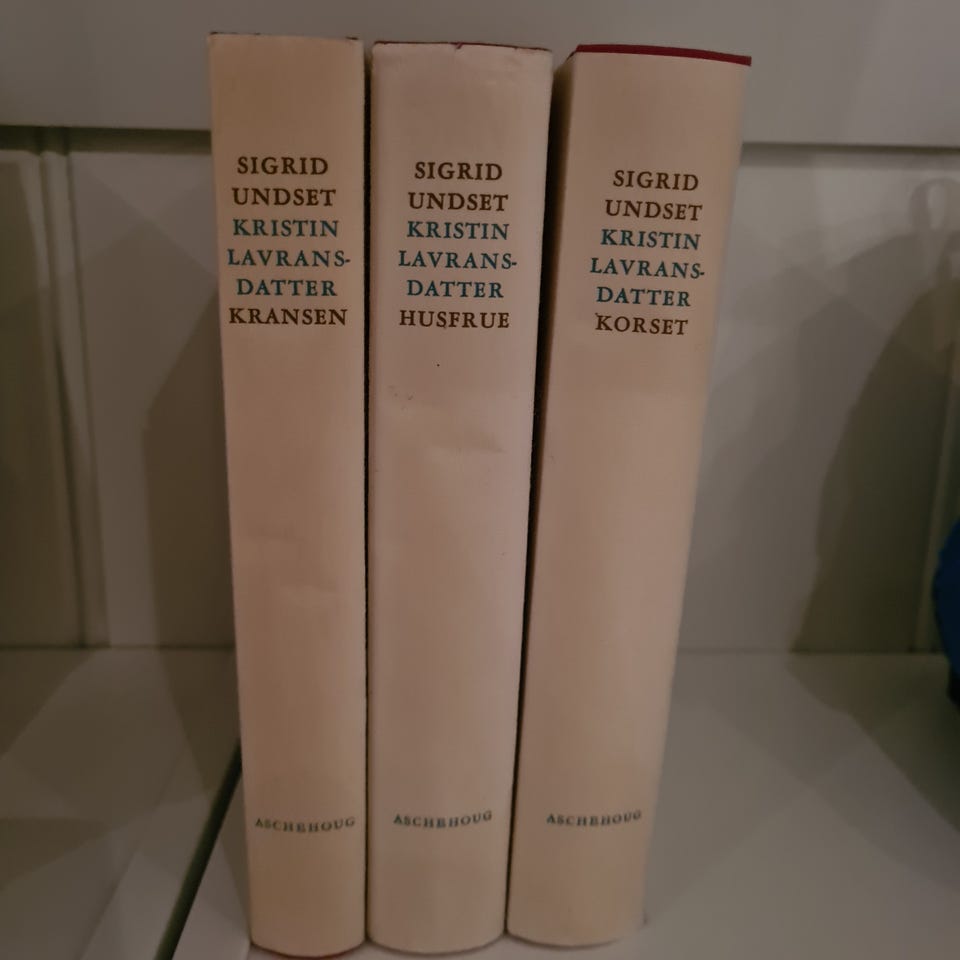 SIGRID
UNDSET
KRISTIN
LAVRANS-
DATTER
KRANSEN
ASCHEHOUG
SIGRID
UNDSET
KRISTIN
LAVRANS-
DATTER
HUSFRUE
ASCHEHOUG
SIGRID
UNDSET
KRISTIN
LAVRANS-
DATTER
KORSET
ASCHEHOUG